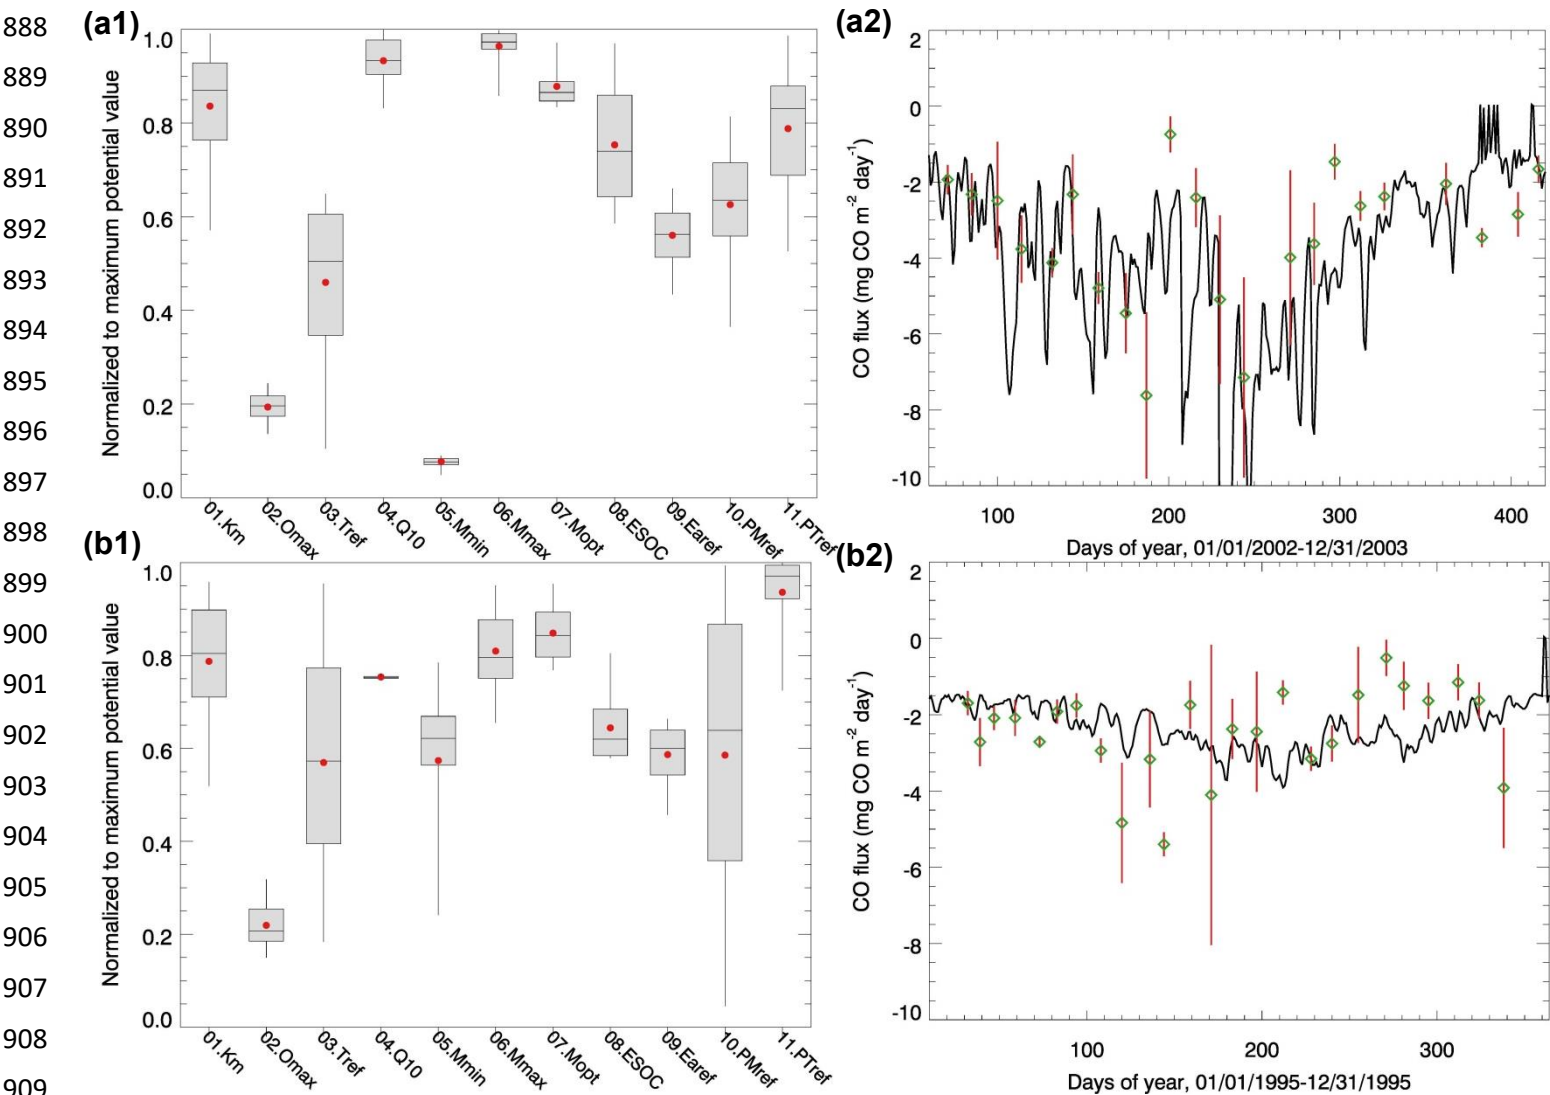 888
889
890
891
892
893
894
895
896
897
898
899
900
901
902
903
904
905
906
907
908
909
(a1)
Normalized to maximum potential value
1.0
0.8
0.6
0.4
0.2
0.0
01.Km
02.Omax
03.Tref
04.Q10
05.Mmin
06.Mmax
07.Mopt
08.ESOC
09.Earef
10.PMref
11.PTref
(a2)
CO flux (mg CO m⁻² day⁻¹)
2
0
-2
-4
-6
-8
-10
100 200 300 400
Days of year, 01/01/2002-12/31/2003
(b1)
Normalized to maximum potential value
1.0
0.8
0.6
0.4
0.2
0.0
01.Km
02.Omax
03.Tref
04.Q10
05.Mmin
06.Mmax
07.Mopt
08.ESOC
09.Earef
10.PMref
11.PTref
(b2)
CO flux (mg CO m⁻² day⁻¹)
2
0
-2
-4
-6
-8
-10
100 200 300
Days of year, 01/01/1995-12/31/1995